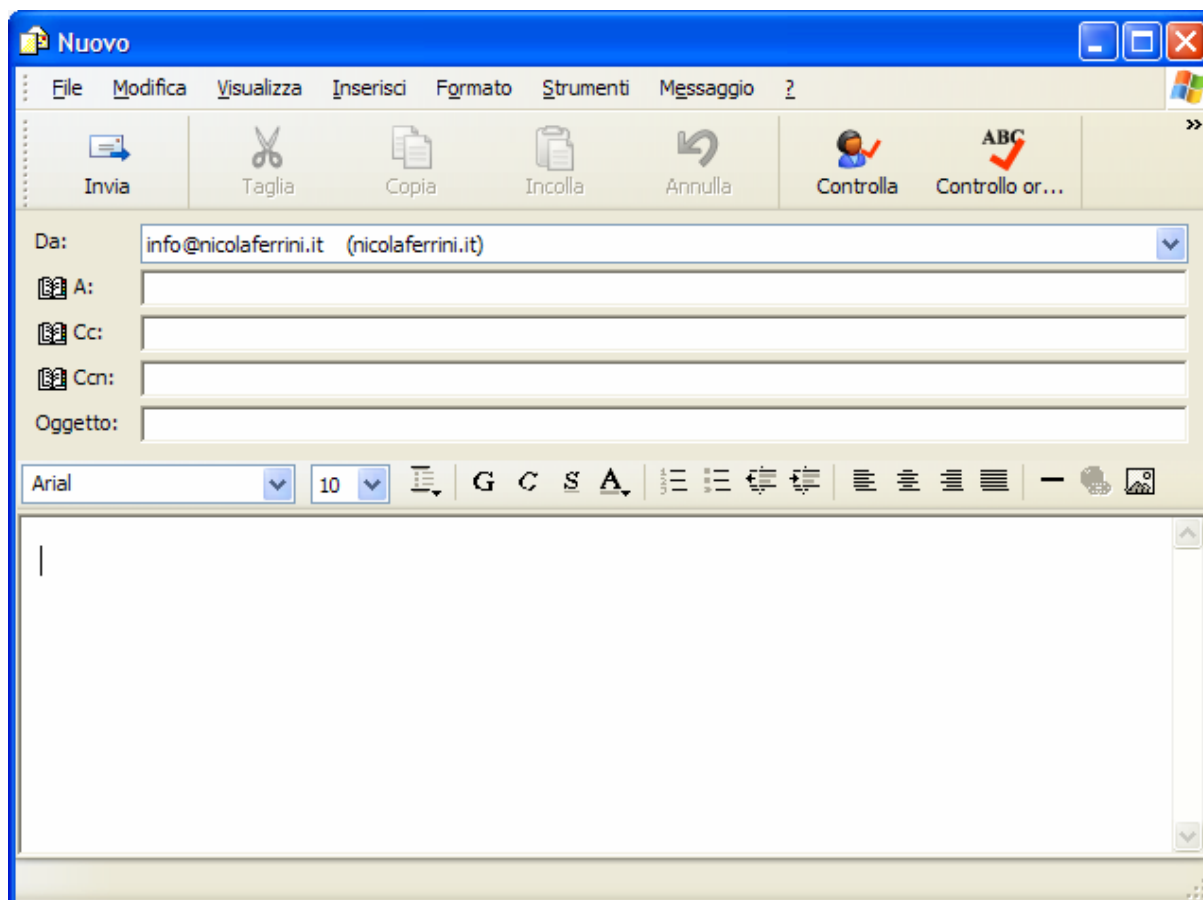 Nuovo
File Modifica Visualizza Inserisci Formato Strumenti Messaggio ?
Invia Taglia Copia Incolla Annulla Controlla ABC Controllo or...
Da: info@nicolaferrini.it (nicolaferrini.it)
A:
Cc:
Ccn:
Oggetto:
Arial 10 G C S A